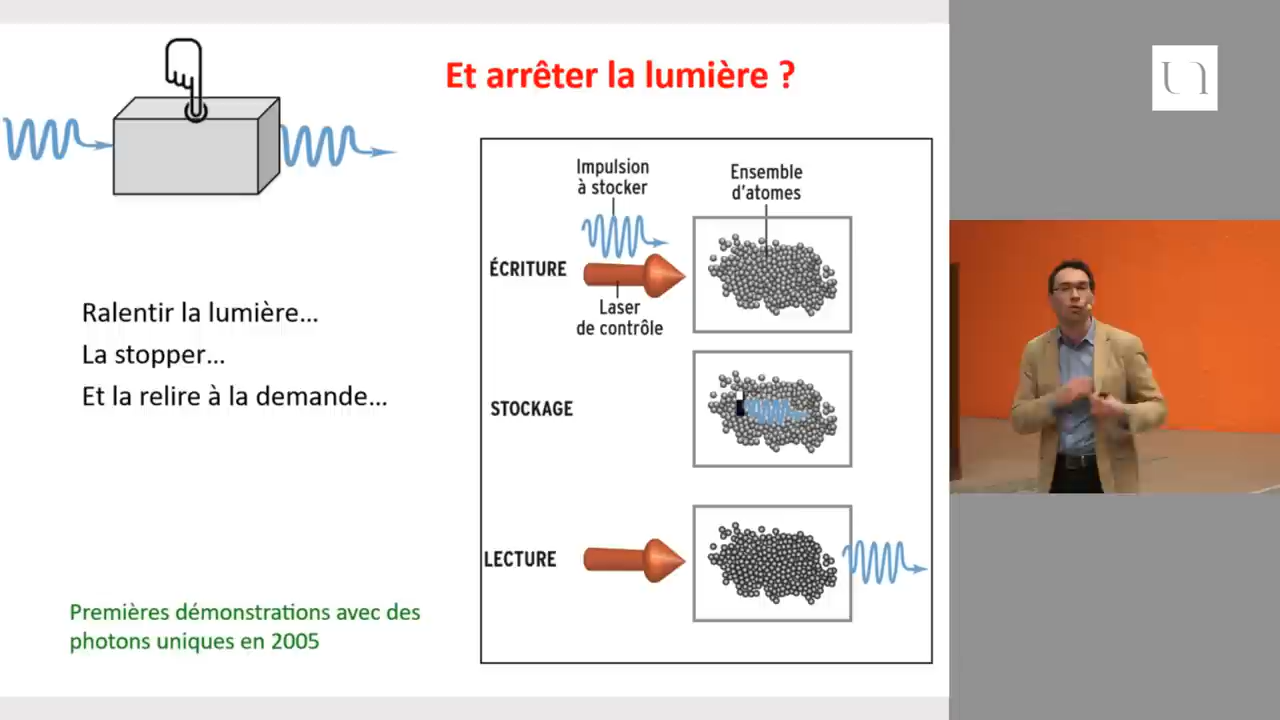 Et arrêter la lumière ?
Impulsion
à stocker
Ensemble
d'atomes
ÉCRITURE
Laser
de contrôle
Ralentir la lumière...
La stopper...
Et la relire à la demande...
STOCKAGE
LECTURE
Premières démonstrations avec des
photons uniques en 2005